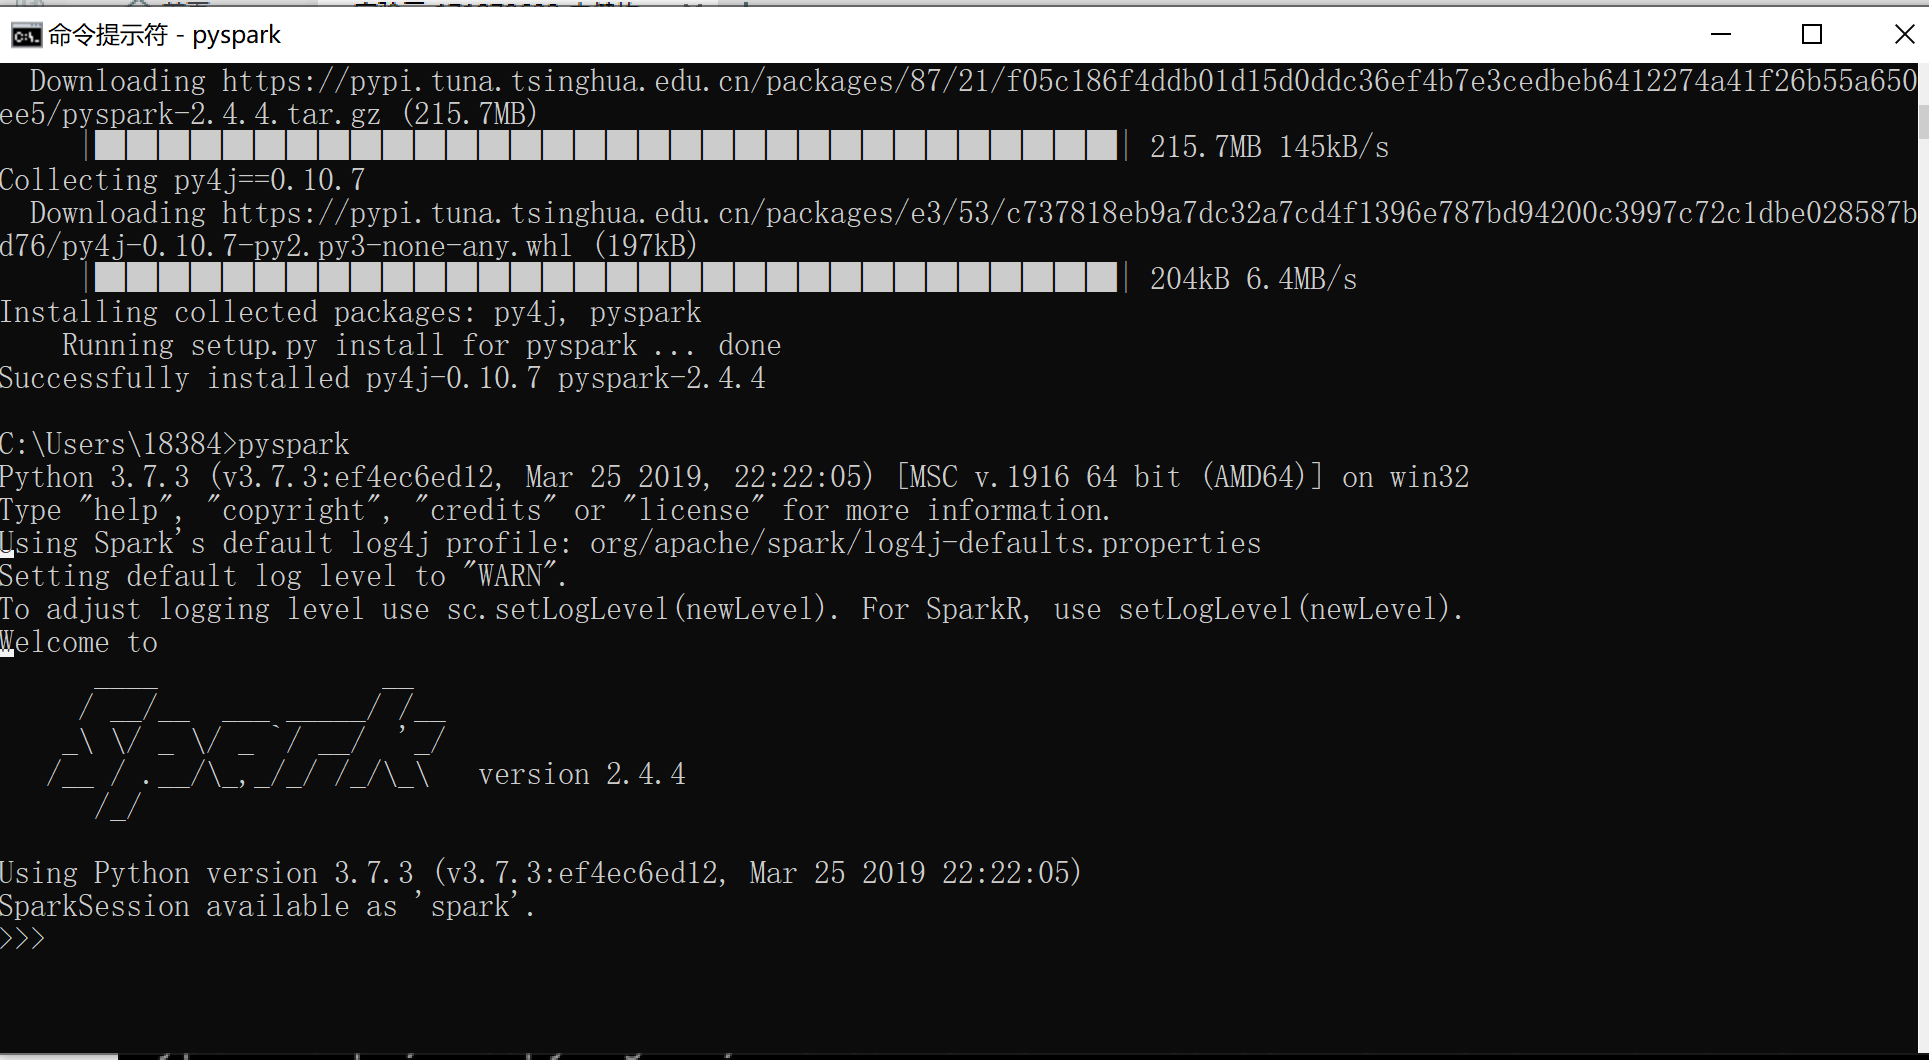 命令提示符 - pyspark
  Downloading https://pypi.tuna.tsinghua.edu.cn/packages/87/21/f05c186f4ddb01d15d0ddc36ef4b7e3cedbeb6412274a41f26b55a650
ee5/pyspark-2.4.4.tar.gz (215.7MB)
     |████████████████████████████████| 215.7MB 145kB/s
Collecting py4j==0.10.7
  Downloading https://pypi.tuna.tsinghua.edu.cn/packages/e3/53/c737818eb9a7dc32a7cd4f1396e787bd94200c3997c72c1dbe028587b
d76/py4j-0.10.7-py2.py3-none-any.whl (197kB)
     |████████████████████████████████| 204kB 6.4MB/s
Installing collected packages: py4j, pyspark
    Running setup.py install for pyspark ... done
Successfully installed py4j-0.10.7 pyspark-2.4.4
C:\Users\18384>pyspark
Python 3.7.3 (v3.7.3:ef4ec6ed12, Mar 25 2019, 22:22:05) [MSC v.1916 64 bit (AMD64)] on win32
Type "help", "copyright", "credits" or "license" for more information.
Using Spark's default log4j profile: org/apache/spark/log4j-defaults.properties
Setting default log level to "WARN".
To adjust logging level use sc.setLogLevel(newLevel). For SparkR, use setLogLevel(newLevel).
Welcome to
      ____              __
     / __/__  ___ _____/ /__
    _\ \/ _ \/ _ `/ __/  '_/
   /__ / .__/\_,_/_/ /_/\_\   version 2.4.4
      /_/
Using Python version 3.7.3 (v3.7.3:ef4ec6ed12, Mar 25 2019 22:22:05)
SparkSession available as 'spark'.
>>>